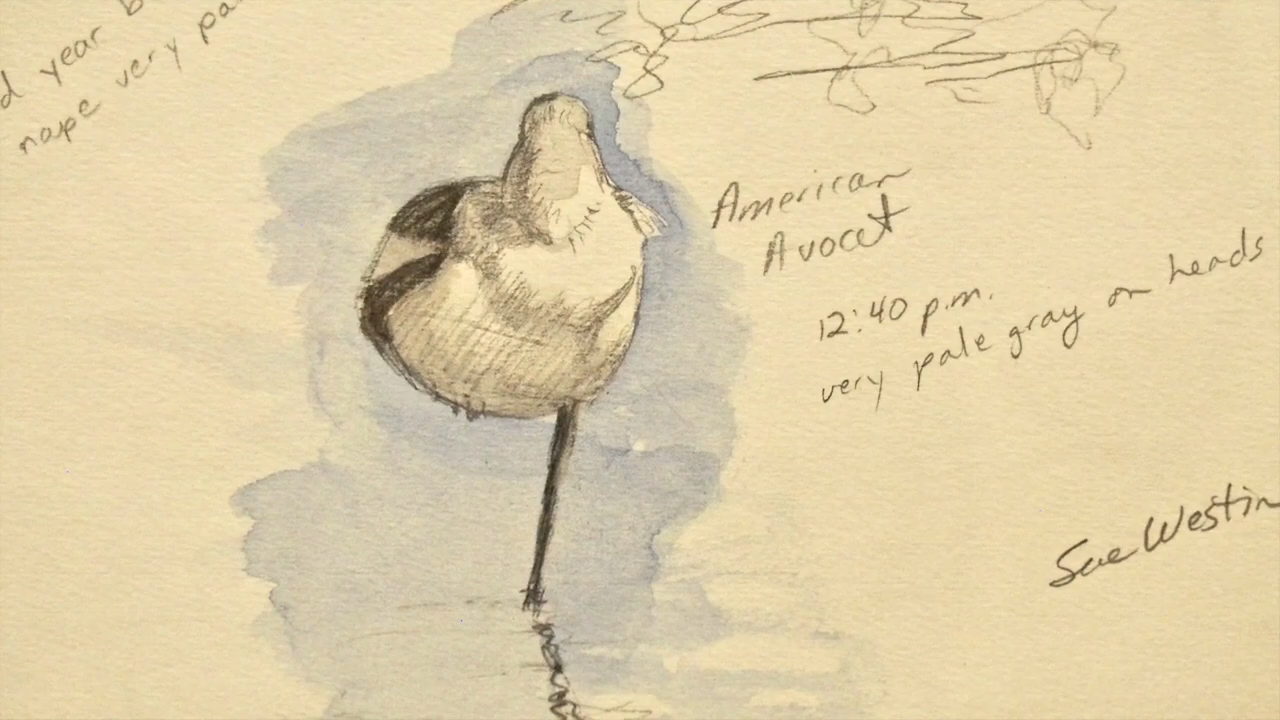 d year b
nape very pa
American
Avocet
12:40 p.m.
very pale gray on heads
Sue Westin